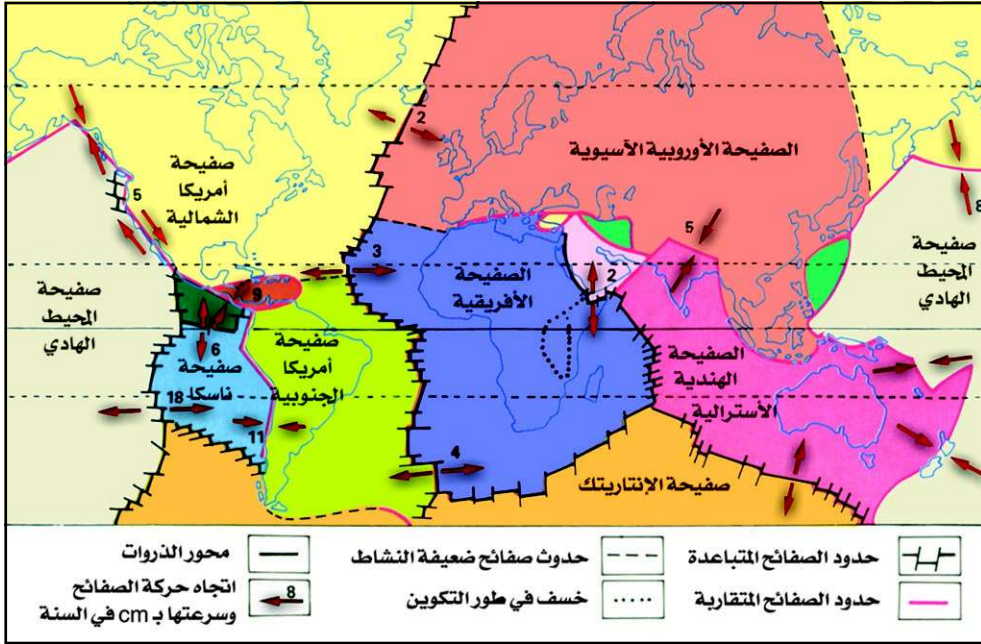 2
صفيحة
أمريكا
الشمالية
الصفيحة الأوروبية الآسيوية
5
8
5
3
صفيحة
المحيط
الهادي
2
الصفيحة
الأفريقية
صفيحة
المحيط
الهادي
9
6
صفيحة
ناسكا
صفيحة
أمريكا
الجنوبية
الصفيحة
الهندية
الأسترالية
18
11
4
صفيحة الإنتاريتك
حدود الصفائح المتباعدة
حدوث صفائح ضعيفة النشاط
محور الذروات
حدود الصفائح المتقاربة
خسف في طور التكوين
8
اتجاه حركة الصفائح
وسرعتها بـ cm في السنة